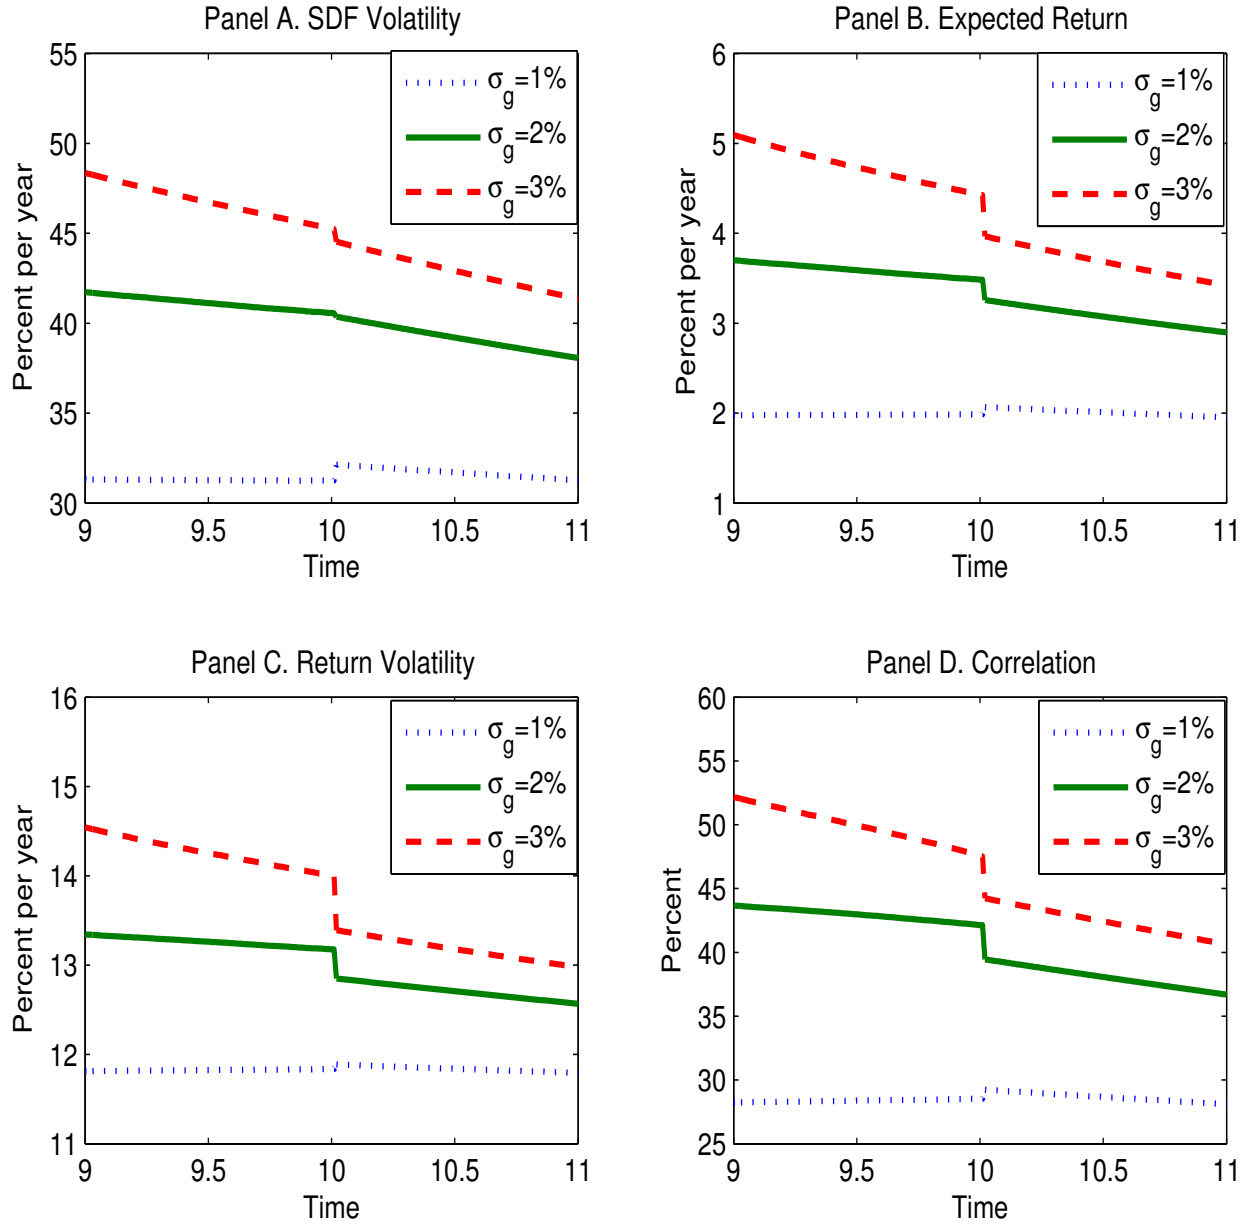 Panel A. SDF Volatility
55
50
45
40
35
30
Percent per year
9 9.5 10 10.5 11
Time
σg=1%
σg=2%
σg=3%
Panel B. Expected Return
6
5
4
3
2
1
Percent per year
9 9.5 10 10.5 11
Time
σg=1%
σg=2%
σg=3%
Panel C. Return Volatility
16
15
14
13
12
11
Percent per year
9 9.5 10 10.5 11
Time
σg=1%
σg=2%
σg=3%
Panel D. Correlation
60
55
50
45
40
35
30
25
Percent
9 9.5 10 10.5 11
Time
σg=1%
σg=2%
σg=3%